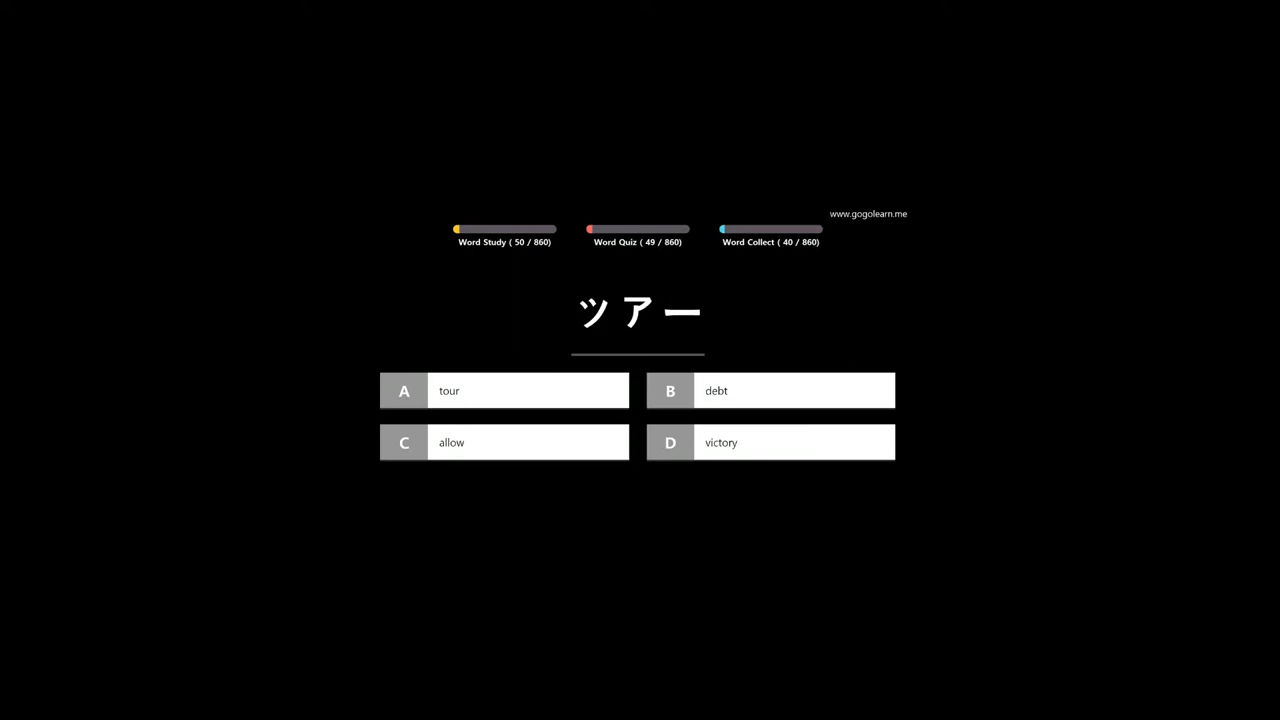 www.gogolearn.me
Word Study ( 50 / 860)
Word Quiz ( 49 / 860)
Word Collect ( 40 / 860)
ツアー
A tour
B debt
C allow
D victory